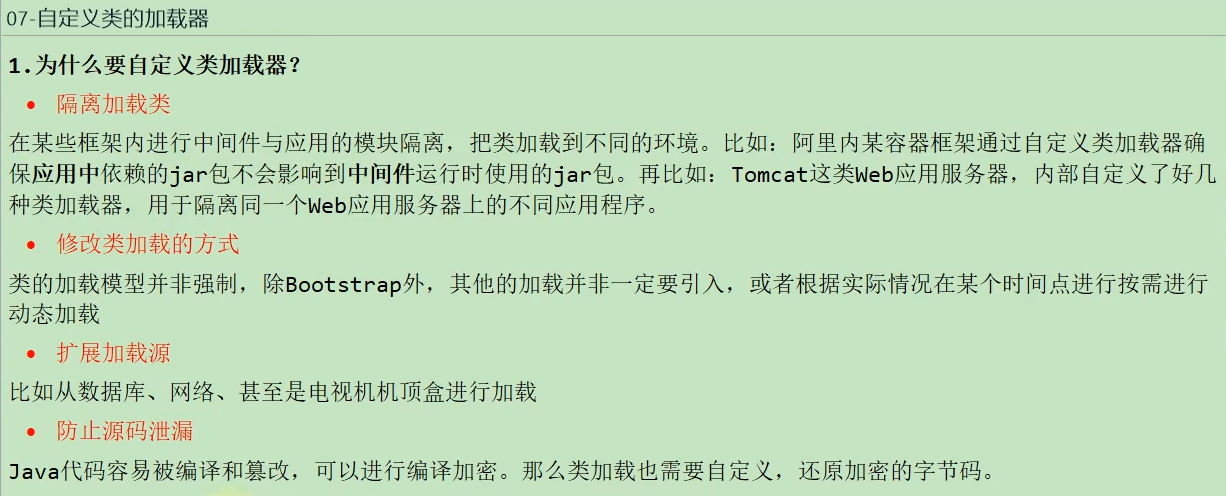 07-自定义类的加载器
1.为什么要自定义类加载器？
• 隔离加载类
在某些框架内进行中间件与应用的模块隔离，把类加载到不同的环境。比如：阿里内某容器框架通过自定义类加载器确
保应用中依赖的jar包不会影响到中间件运行时使用的jar包。再比如：Tomcat这类Web应用服务器，内部自定义了好几
种类加载器，用于隔离同一个Web应用服务器上的不同应用程序。
• 修改类加载的方式
类的加载模型并非强制，除Bootstrap外，其他的加载并非一定要引入，或者根据实际情况在某个时间点进行按需进行
动态加载
• 扩展加载源
比如从数据库、网络、甚至是电视机机顶盒进行加载
• 防止源码泄漏
Java代码容易被编译和篡改，可以进行编译加密。那么类加载也需要自定义，还原加密的字节码。